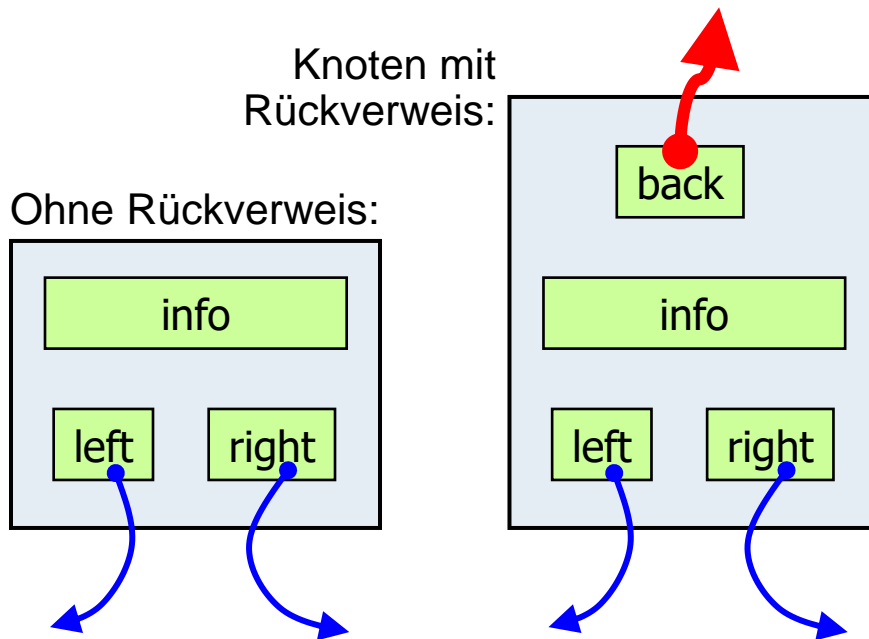 Ohne Rückverweis:
info
left right
Knoten mit
Rückverweis:
back
info
left right